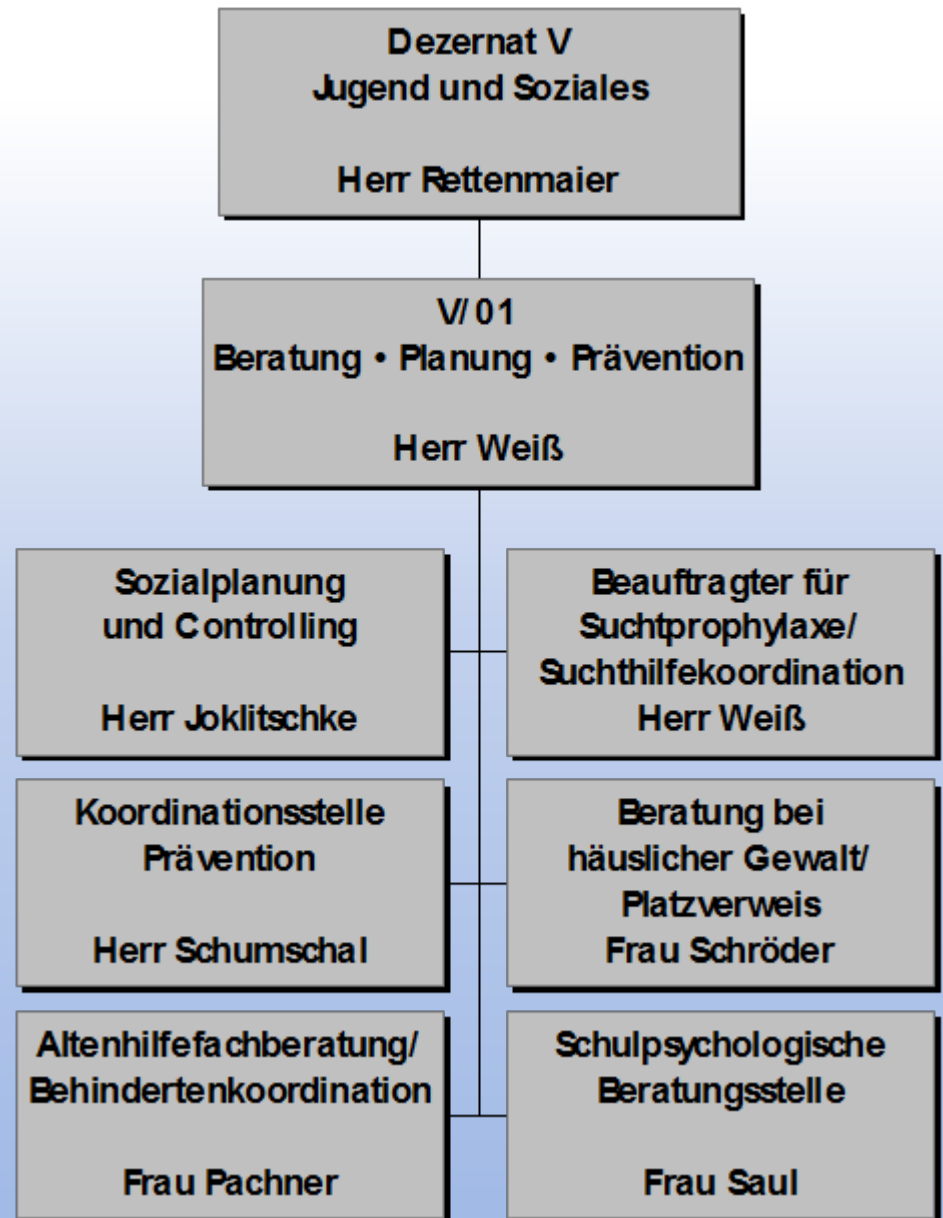 Dezernat V
Jugend und Soziales
Herr Rettenmaier
V/01
Beratung • Planung • Prävention
Herr Weiß
Sozialplanung
und Controlling
Herr Joklitschke
Beauftragter für
Suchtprophylaxe/
Suchthilfekoordination
Herr Weiß
Koordinationsstelle
Prävention
Herr Schumschal
Beratung bei
häuslicher Gewalt/
Platzverweis
Frau Schröder
Altenhilfefachberatung/
Behindertenkoordination
Frau Pachner
Schulpsychologische
Beratungsstelle
Frau Saul